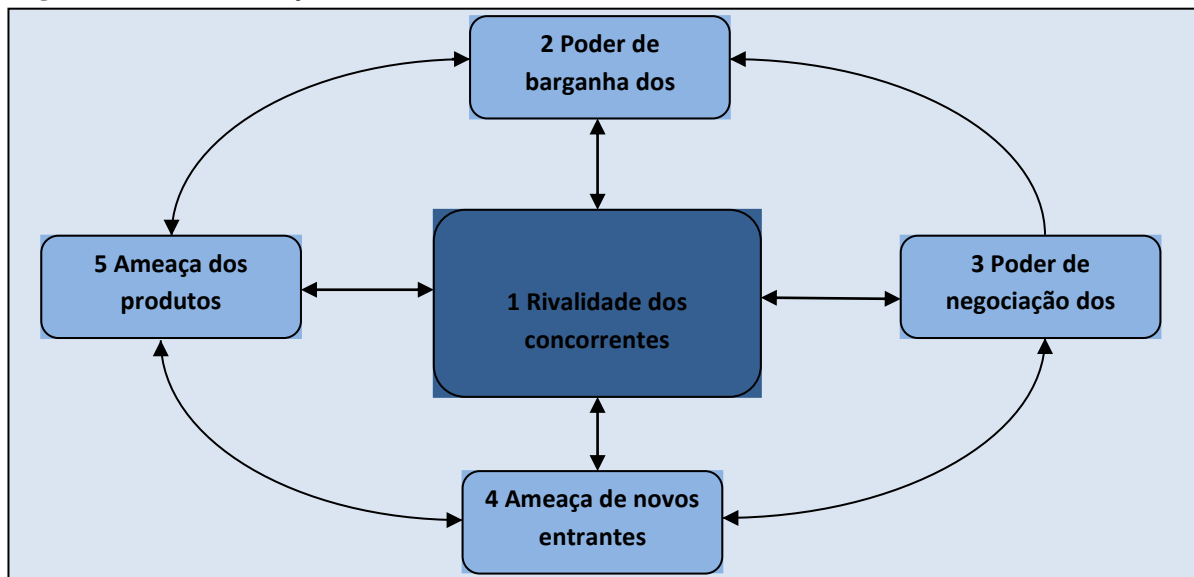 2 Poder de
barganha dos
5 Ameaça dos
produtos
1 Rivalidade dos
concorrentes
3 Poder de
negociação dos
4 Ameaça de novos
entrantes